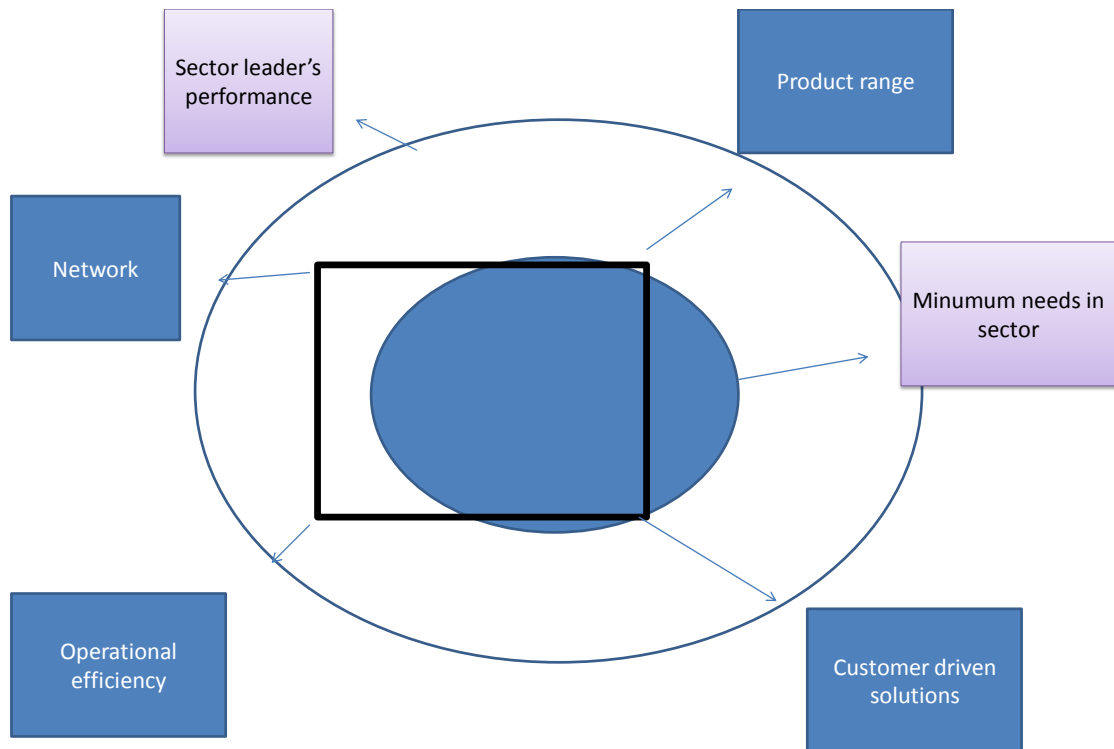 Sector leader’s
performance
Product range
Network
Minumum needs in
sector
Operational
efficiency
Customer driven
solutions